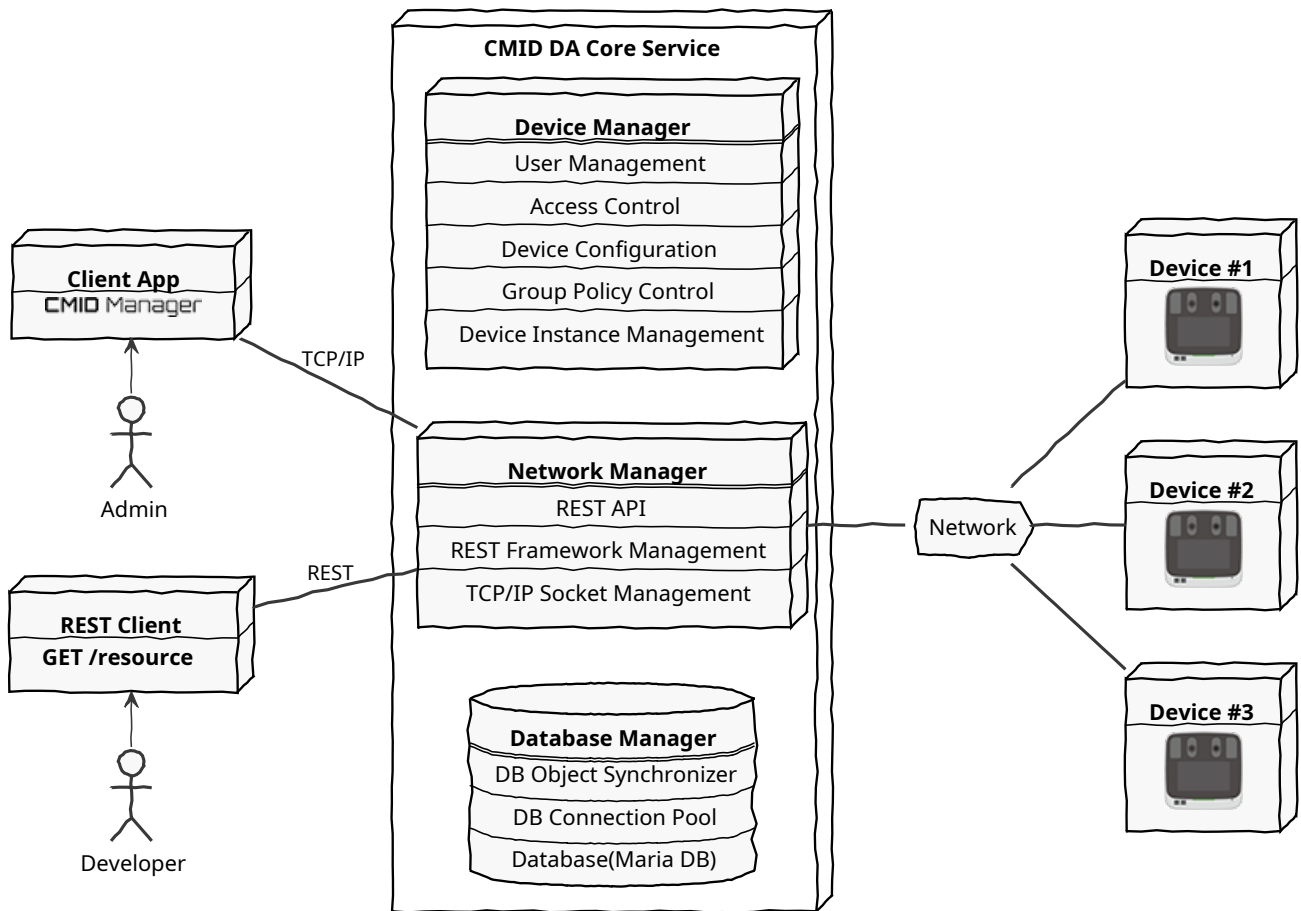 CMID DA Core Service
Device Manager
User Management
Access Control
Device Configuration
Group Policy Control
Device Instance Management
Client App
CMID Manager
TCP/IP
Admin
Network Manager
REST API
REST Framework Management
TCP/IP Socket Management
REST
REST Client
GET /resource
Developer
Database Manager
DB Object Synchronizer
DB Connection Pool
Database(Maria DB)
Network
Device #1
Device #2
Device #3